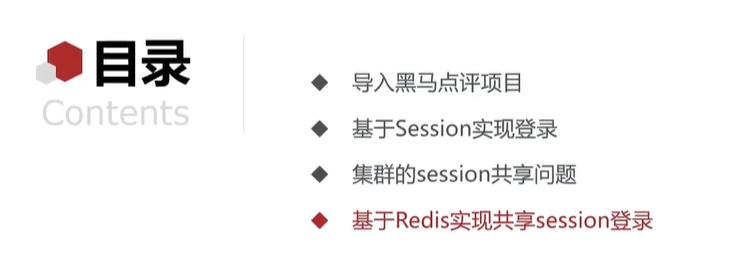 目录
Contents
导入黑马点评项目
基于Session实现登录
集群的session共享问题
基于Redis实现共享session登录